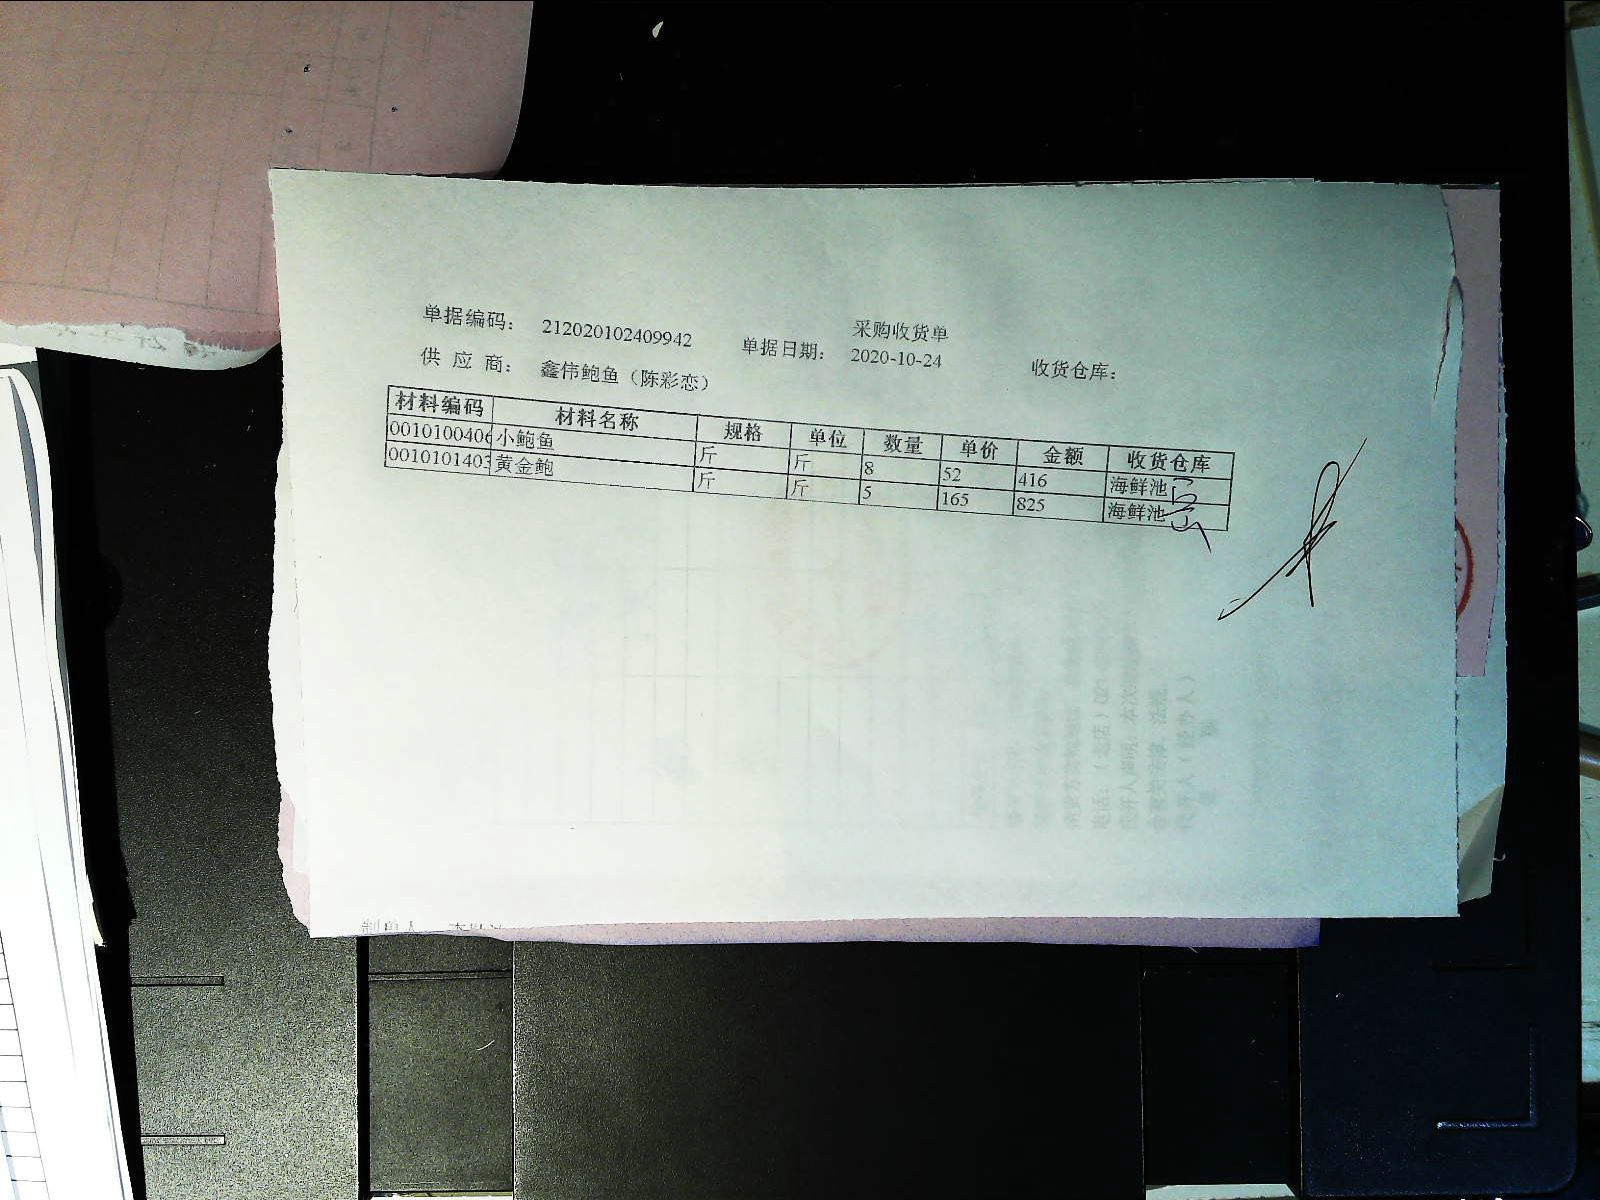 采购收货单
单据编码： 212020102409942 单据日期： 2020-10-24 收货仓库：
供 应 商： 鑫伟鲍鱼（陈彩恋）
材料编码 材料名称 规格 单位 数量 单价 金额 收货仓库
0010100406 小鲍鱼 斤 斤 8 52 416 海鲜池
0010101403 黄金鲍 斤 斤 5 165 825 海鲜池
制单人